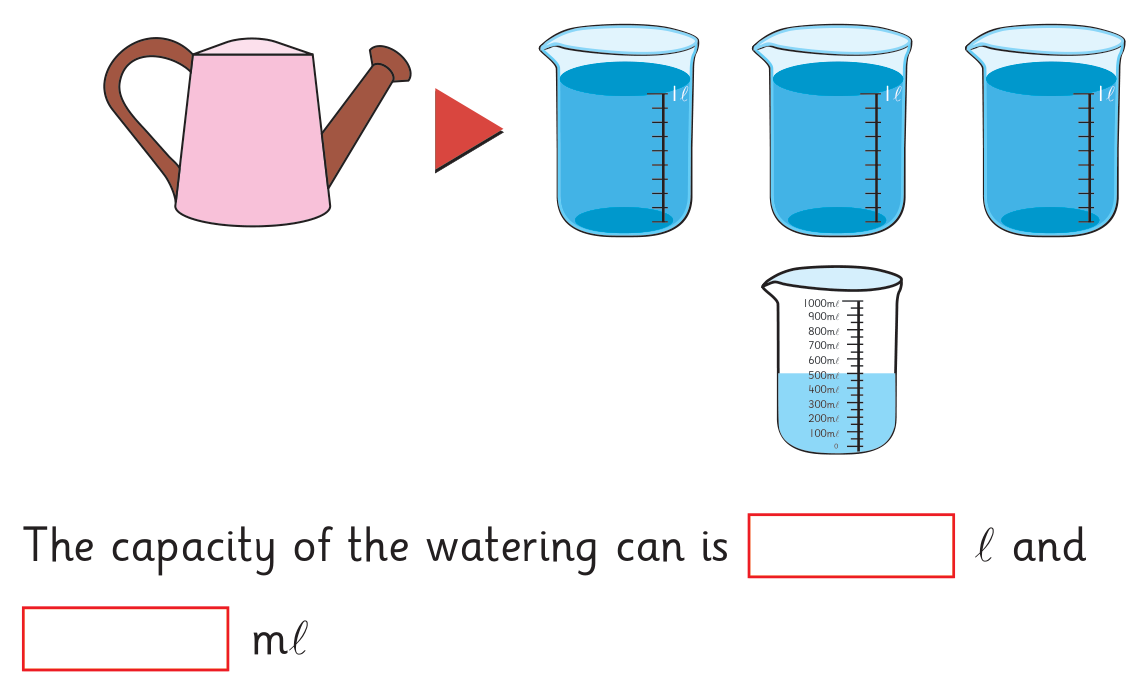 1ℓ
1ℓ
1ℓ
1000mℓ
900mℓ
800mℓ
700mℓ
600mℓ
500mℓ
400mℓ
300mℓ
200mℓ
100mℓ
0
The capacity of the watering can is ℓ and
mℓ